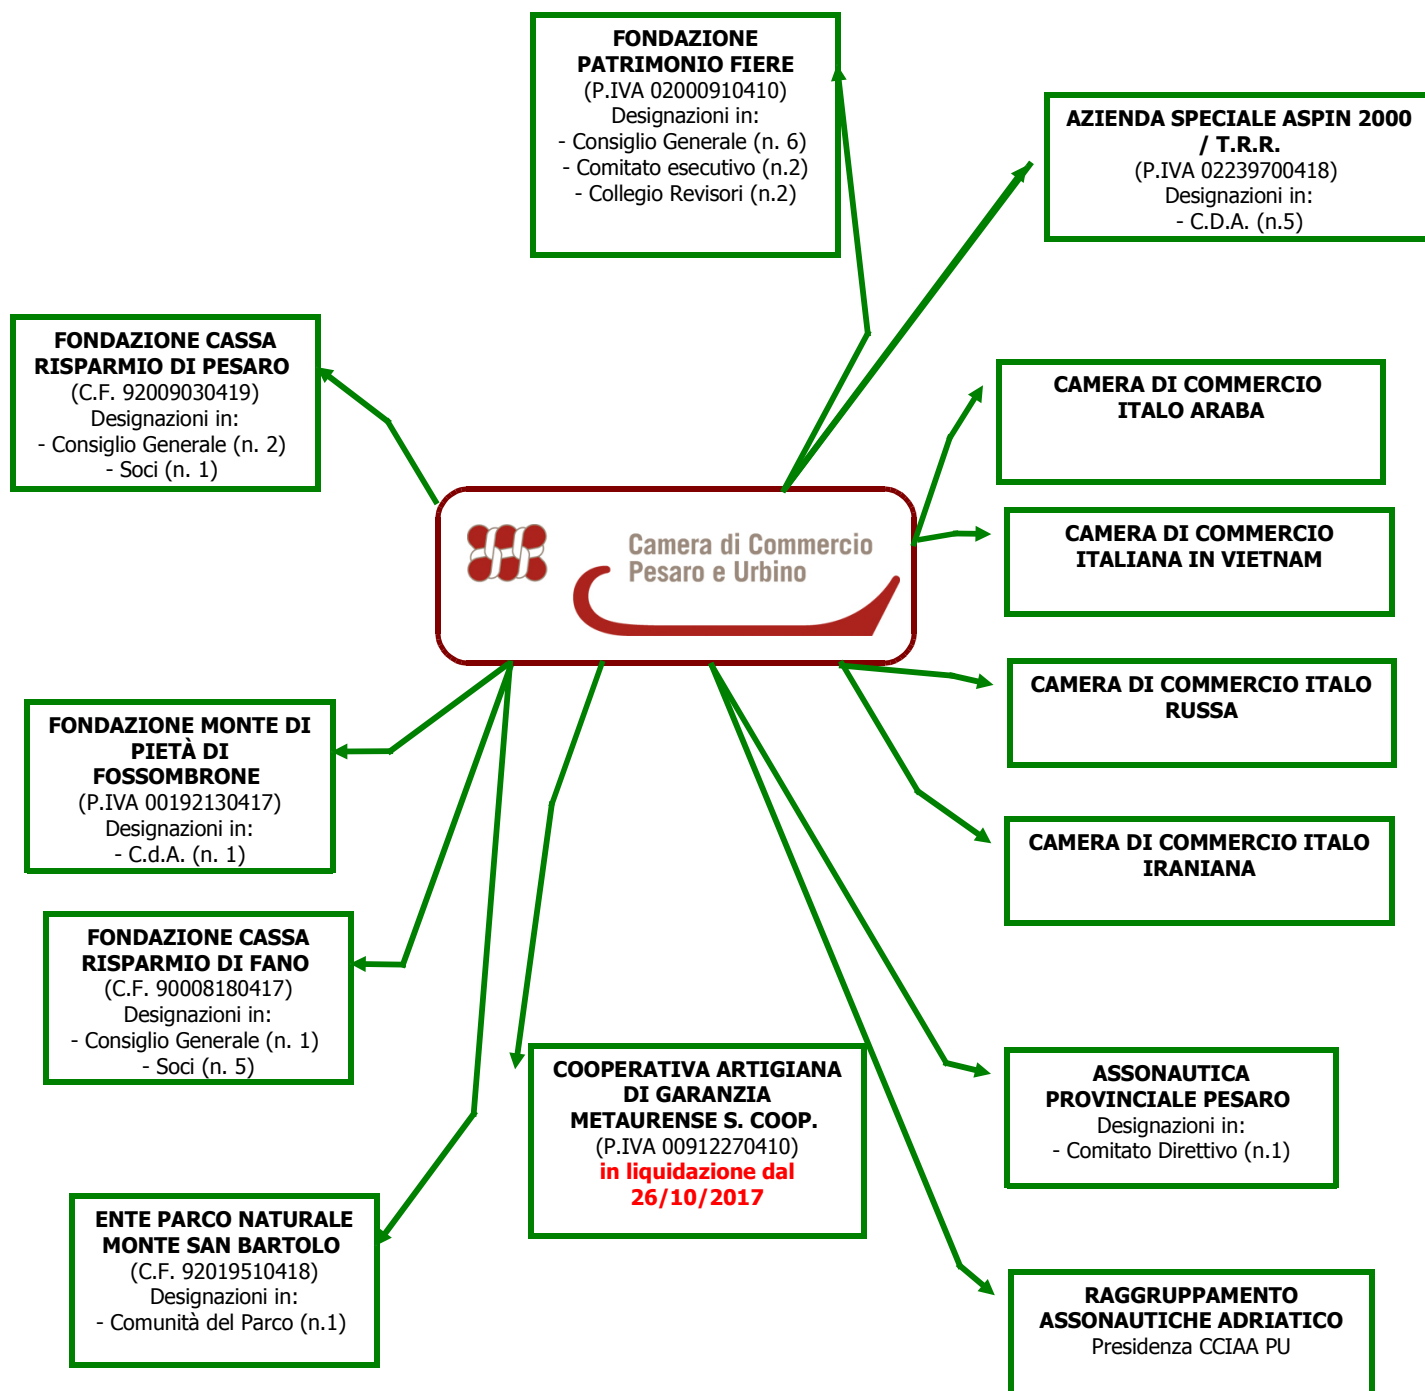 FONDAZIONE
PATRIMONIO FIERE
(P.IVA 02000910410)
Designazioni in:
- Consiglio Generale (n. 6)
- Comitato esecutivo (n.2)
- Collegio Revisori (n.2)
AZIENDA SPECIALE ASPIN 2000
/ T.R.R.
(P.IVA 02239700418)
Designazioni in:
- C.D.A. (n.5)
FONDAZIONE CASSA
RISPARMIO DI PESARO
(C.F. 92009030419)
Designazioni in:
- Consiglio Generale (n. 2)
- Soci (n. 1)
CAMERA DI COMMERCIO
ITALO ARABA
Camera di Commercio
Pesaro e Urbino
CAMERA DI COMMERCIO
ITALIANA IN VIETNAM
CAMERA DI COMMERCIO ITALO
RUSSA
FONDAZIONE MONTE DI
PIETÀ DI
FOSSOMBRONE
(P.IVA 00192130417)
Designazioni in:
- C.d.A. (n. 1)
CAMERA DI COMMERCIO ITALO
IRANIANA
FONDAZIONE CASSA
RISPARMIO DI FANO
(C.F. 90008180417)
Designazioni in:
- Consiglio Generale (n. 1)
- Soci (n. 5)
COOPERATIVA ARTIGIANA
DI GARANZIA
METAURENSE S. COOP.
(P.IVA 00912270410)
in liquidazione dal
26/10/2017
ASSONAUTICA
PROVINCIALE PESARO
Designazioni in:
- Comitato Direttivo (n.1)
ENTE PARCO NATURALE
MONTE SAN BARTOLO
(C.F. 92019510418)
Designazioni in:
- Comunità del Parco (n.1)
RAGGRUPPAMENTO
ASSONAUTICHE ADRIATICO
Presidenza CCIAA PU